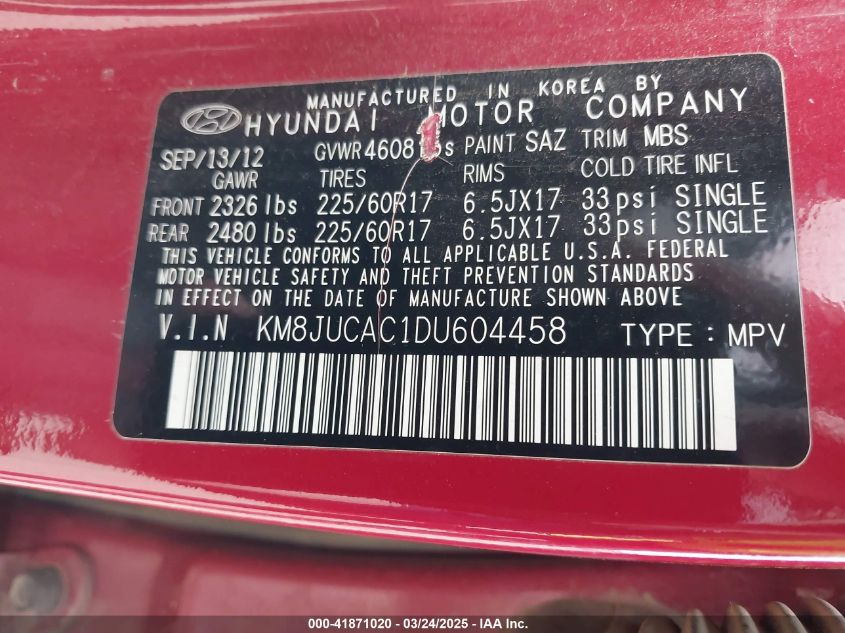 MANUFACTURED IN KOREA BY
HYUNDAI MOTOR COMPANY
SEP/13/12 GVWR 4608 lbs PAINT SAZ TRIM MBS
GAWR TIRES RIMS COLD TIRE INFL
FRONT 2326 lbs 225/60R17 6.5JX17 33psi SINGLE
REAR 2480 lbs 225/60R17 6.5JX17 33psi SINGLE
THIS VEHICLE CONFORMS TO ALL APPLICABLE U.S.A. FEDERAL
MOTOR VEHICLE SAFETY AND THEFT PREVENTION STANDARDS
IN EFFECT ON THE DATE OF MANUFACTURE SHOWN ABOVE
V.I.N KM8JUCAC1DU604458 TYPE : MPV
000-41871020 - 03/24/2025 - IAAI.com